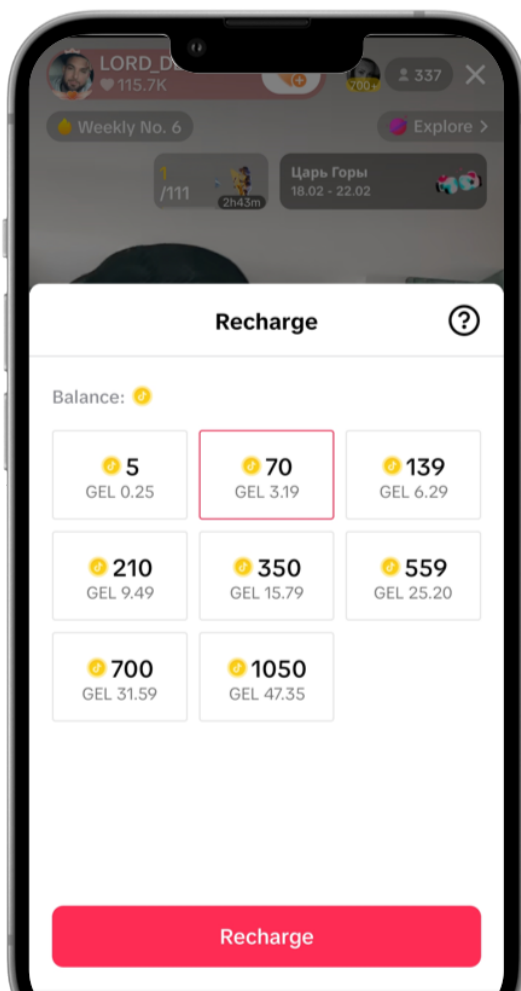 LORD_D
115.7K
700+
337
Weekly No. 6
Explore >
1
/111
2h43m
Царь Горы
18.02 - 22.02
Recharge
Balance:
5
GEL 0.25
70
GEL 3.19
139
GEL 6.29
210
GEL 9.49
350
GEL 15.79
559
GEL 25.20
700
GEL 31.59
1050
GEL 47.35
Recharge